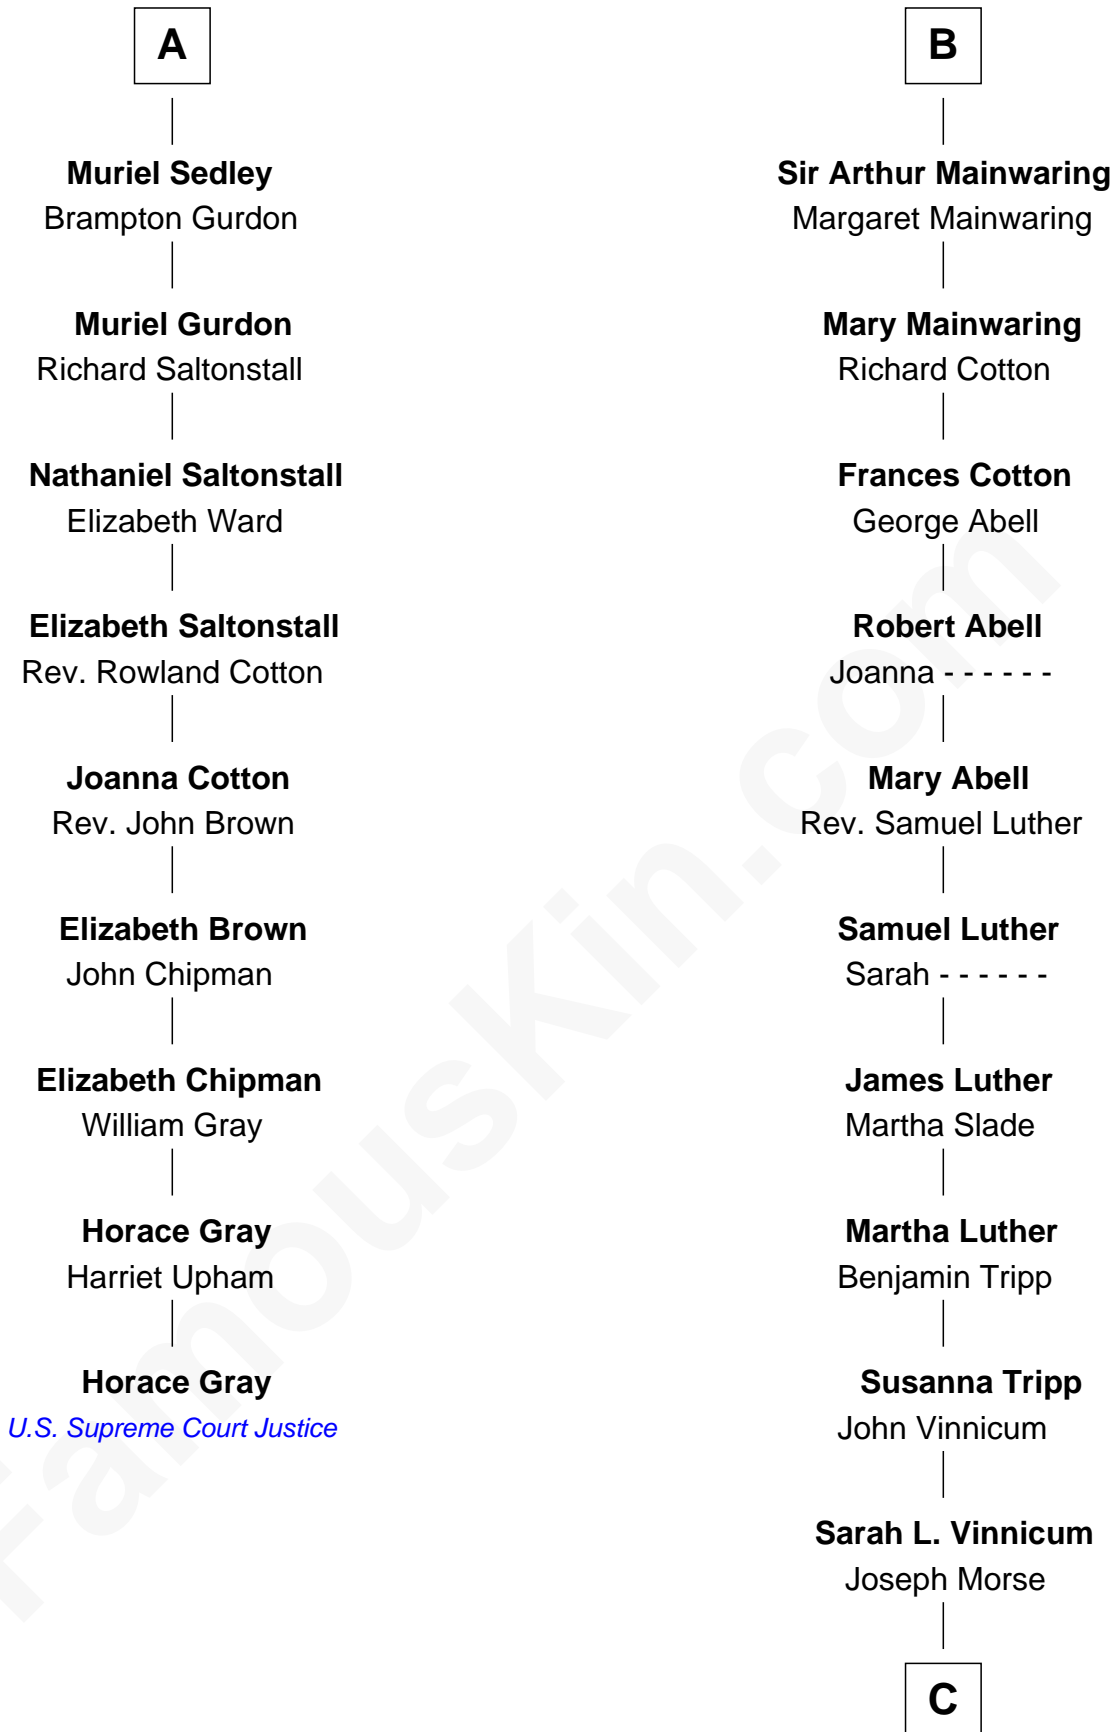 A
Muriel Sedley
Brampton Gurdon
Muriel Gurdon
Richard Saltonstall
Nathaniel Saltonstall
Elizabeth Ward
Elizabeth Saltonstall
Rev. Rowland Cotton
Joanna Cotton
Rev. John Brown
Elizabeth Brown
John Chipman
Elizabeth Chipman
William Gray
Horace Gray
Harriet Upham
Horace Gray
U.S. Supreme Court Justice
B
Sir Arthur Mainwaring
Margaret Mainwaring
Mary Mainwaring
Richard Cotton
Frances Cotton
George Abell
Robert Abell
Joanna - - - - - -
Mary Abell
Rev. Samuel Luther
Samuel Luther
Sarah - - - - - -
James Luther
Martha Slade
Martha Luther
Benjamin Tripp
Susanna Tripp
John Vinnicum
Sarah L. Vinnicum
Joseph Morse
C
FamousKin.com